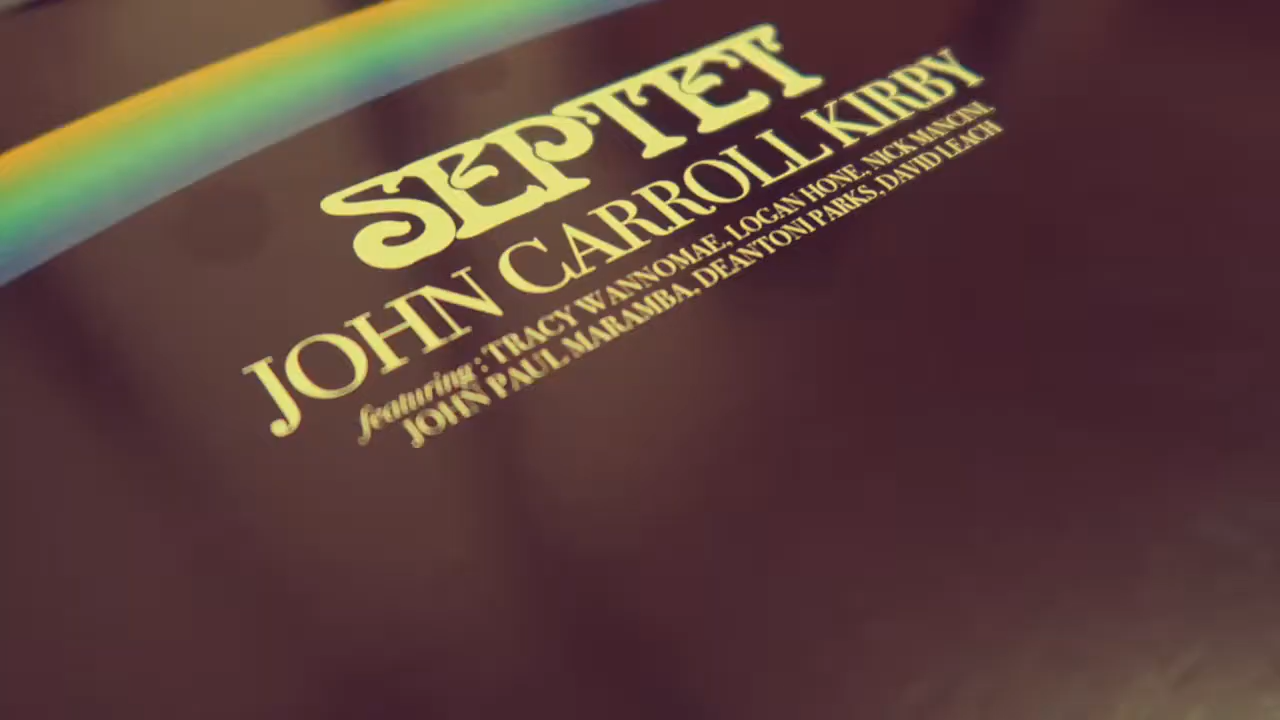 SEPTET
JOHN CARROLL KIRBY
featuring: TRACY WANNOMAE, LOGAN HONE, NICK MANCINI,
JOHN PAUL MARAMBA, DEANTONI PARKS, DAVID LEACH